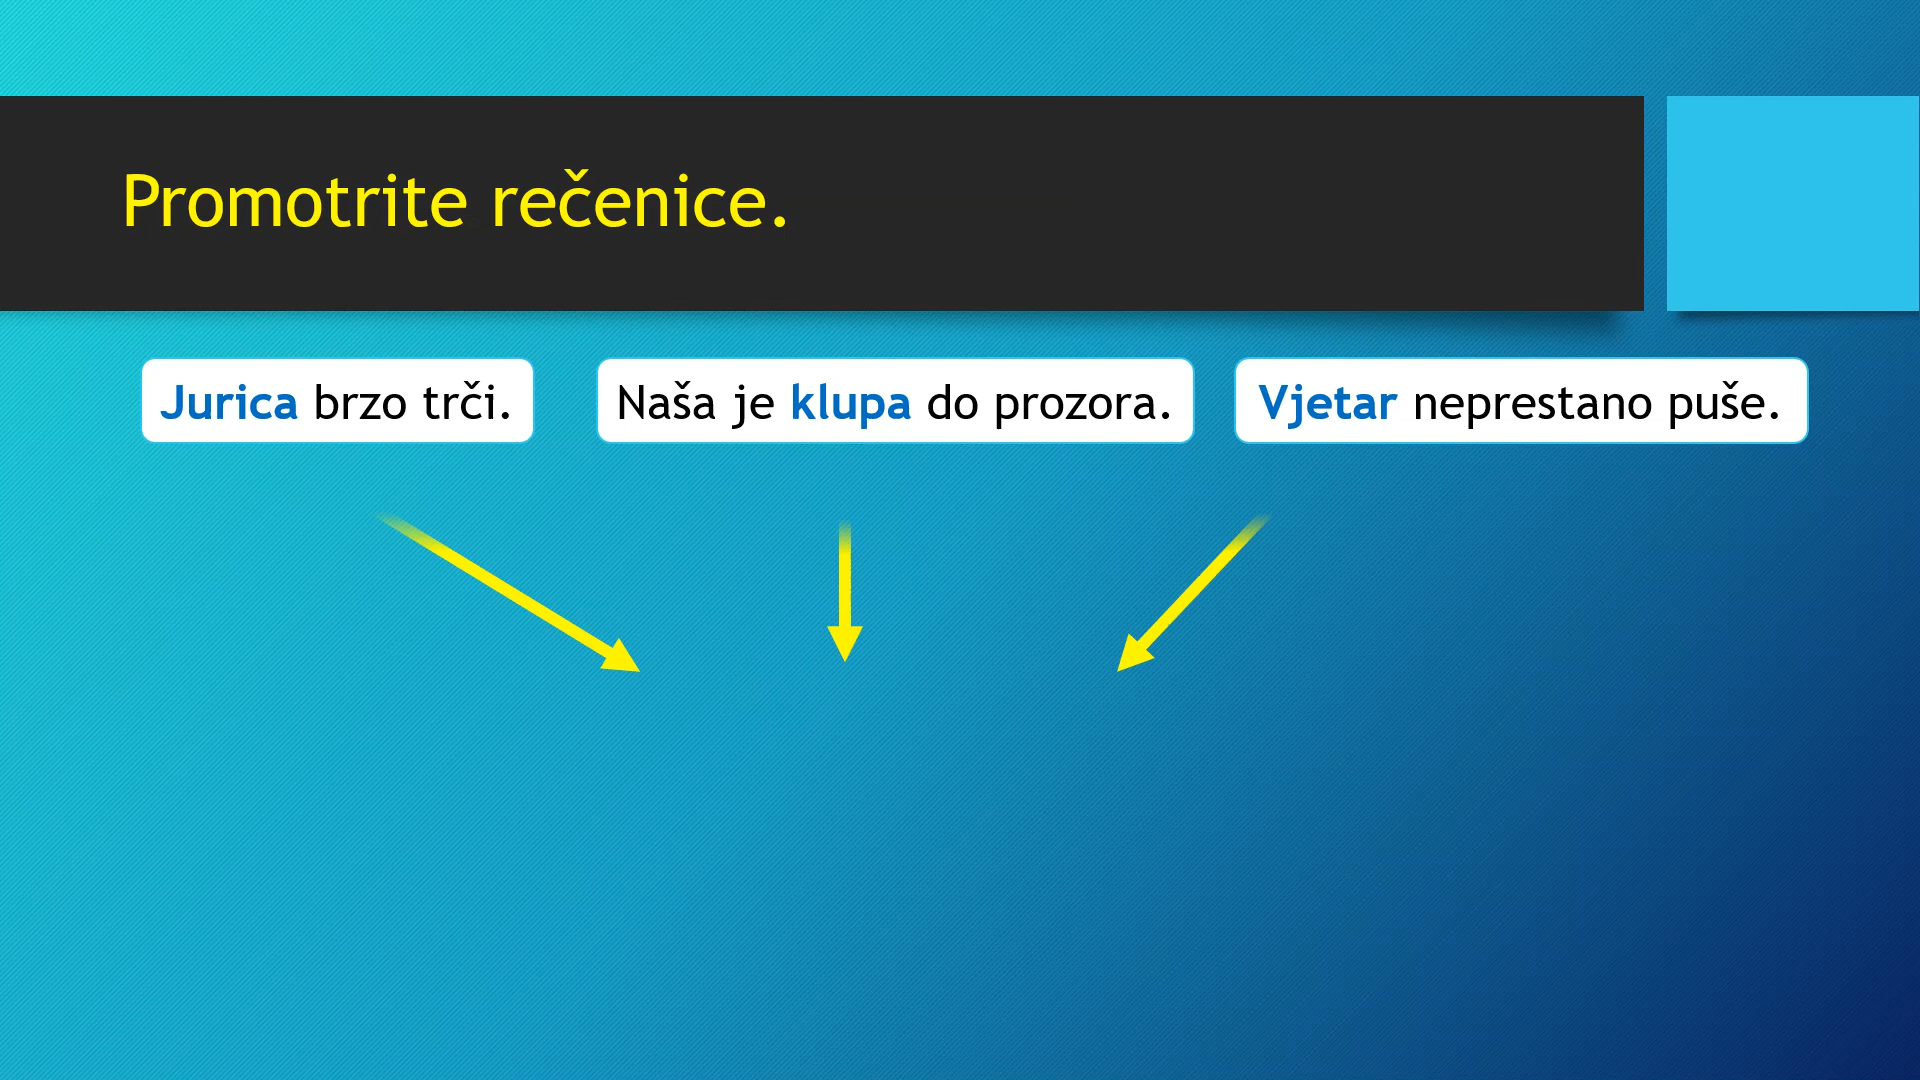 Promotrite rečenice.
Jurica brzo trči.
Naša je klupa do prozora.
Vjetar neprestano puše.